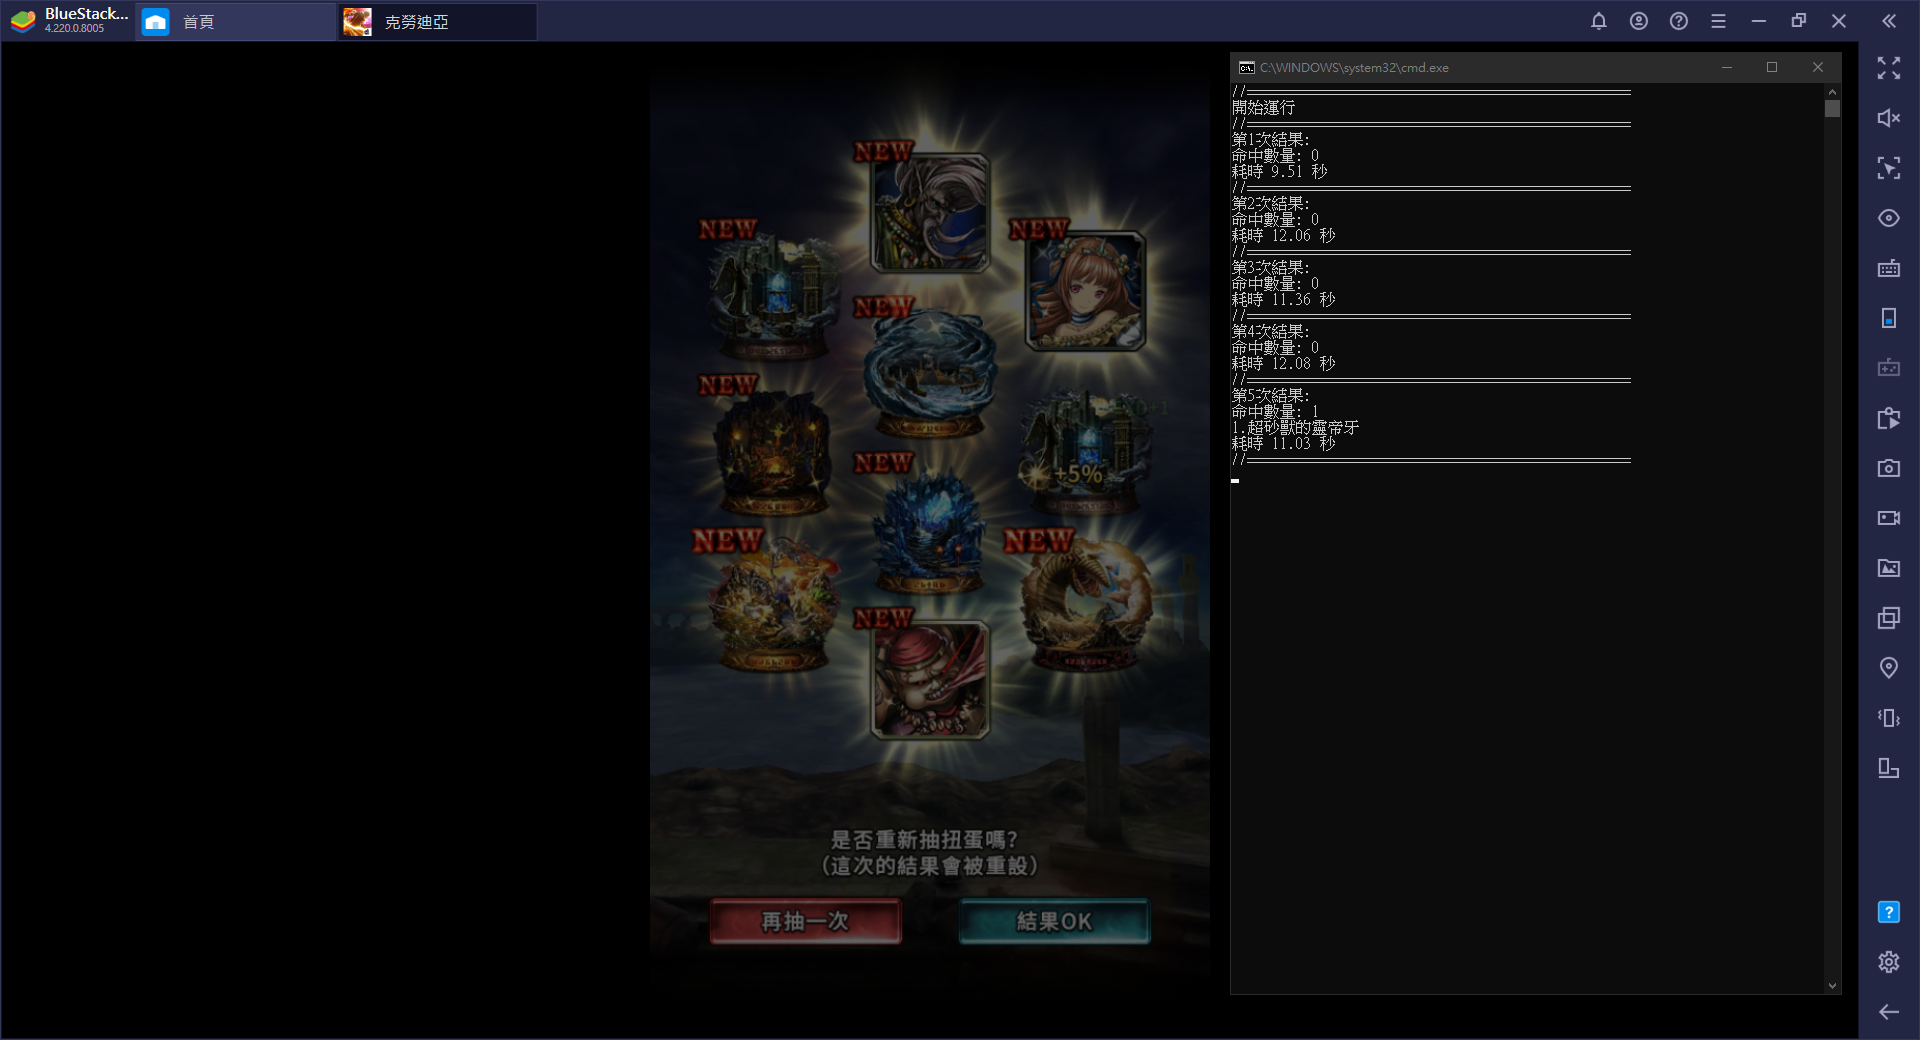 BlueStack...
4.220.0.8005
首頁
克勞迪亞
C:\WINDOWS\system32\cmd.exe
//================================================
開始運行
//================================================
第1次結果:
命中數量: 0
耗時 9.51 秒
//================================================
第2次結果:
命中數量: 0
耗時 12.06 秒
//================================================
第3次結果:
命中數量: 0
耗時 11.36 秒
//================================================
第4次結果:
命中數量: 0
耗時 12.08 秒
//================================================
第5次結果:
命中數量: 1
1.超砂獸的靈帝牙
耗時 11.03 秒
//================================================
NEW
NEW
NEW
NEW
NEW
+1
NEW
+5%
NEW
NEW
NEW
是否重新抽扭蛋嗎?
(這次的結果會被重設)
再抽一次
結果OK